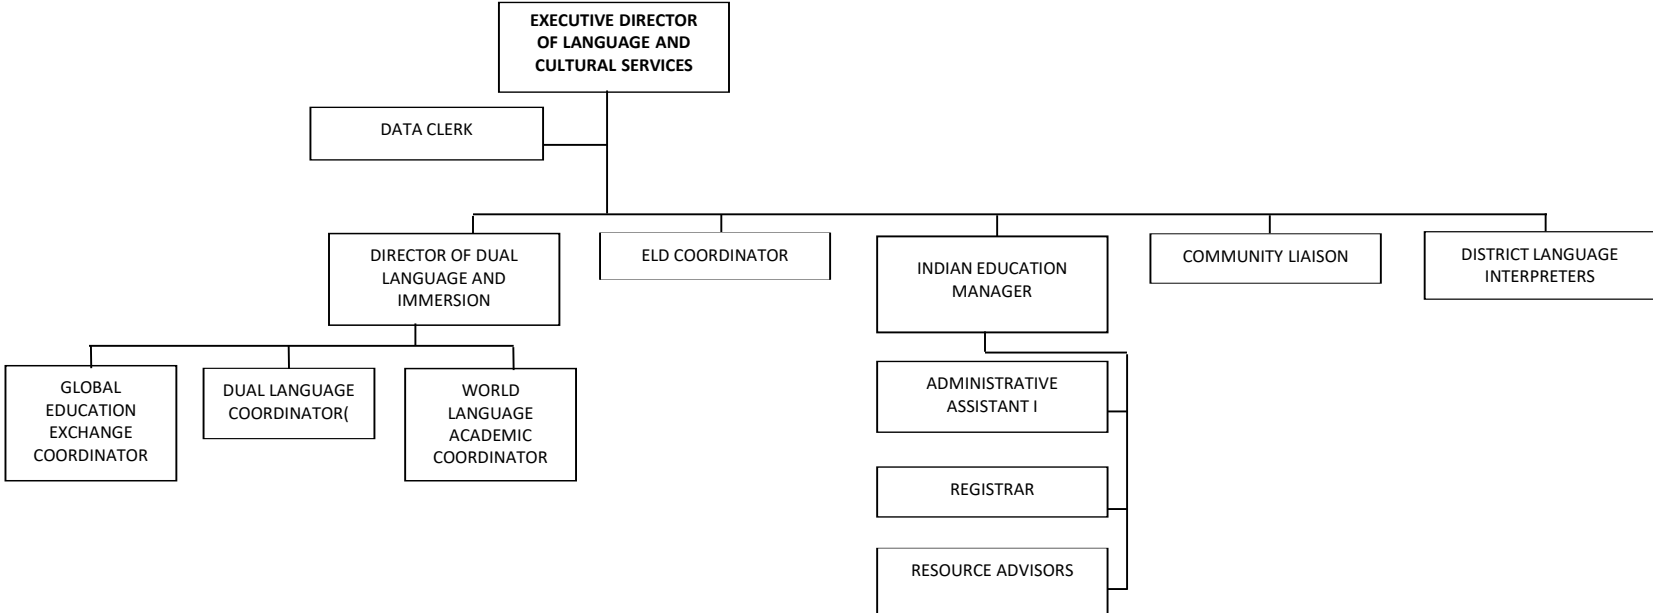 EXECUTIVE DIRECTOR
OF LANGUAGE AND
CULTURAL SERVICES
DATA CLERK
DIRECTOR OF DUAL
LANGUAGE AND
IMMERSION
ELD COORDINATOR
INDIAN EDUCATION
MANAGER
COMMUNITY LIAISON
DISTRICT LANGUAGE
INTERPRETERS
GLOBAL
EDUCATION
EXCHANGE
COORDINATOR
DUAL LANGUAGE
COORDINATOR(
WORLD
LANGUAGE
ACADEMIC
COORDINATOR
ADMINISTRATIVE
ASSISTANT I
REGISTRAR
RESOURCE ADVISORS